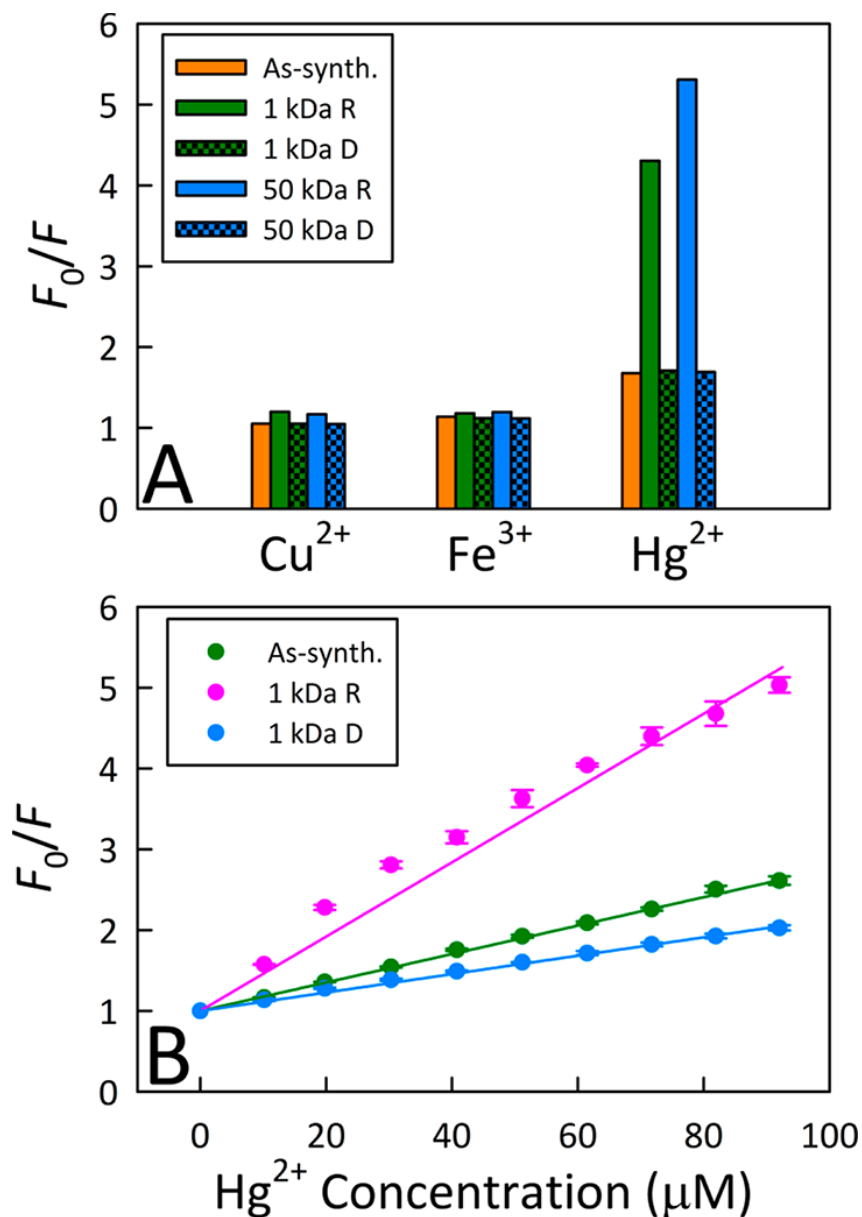 6
5
4
3
2
1
0
F₀/F
As-synth.
1 kDa R
1 kDa D
50 kDa R
50 kDa D
A
Cu²⁺
Fe³⁺
Hg²⁺
6
5
4
3
2
1
0
F₀/F
As-synth.
1 kDa R
1 kDa D
B
0 20 40 60 80 100
Hg²⁺ Concentration (μM)